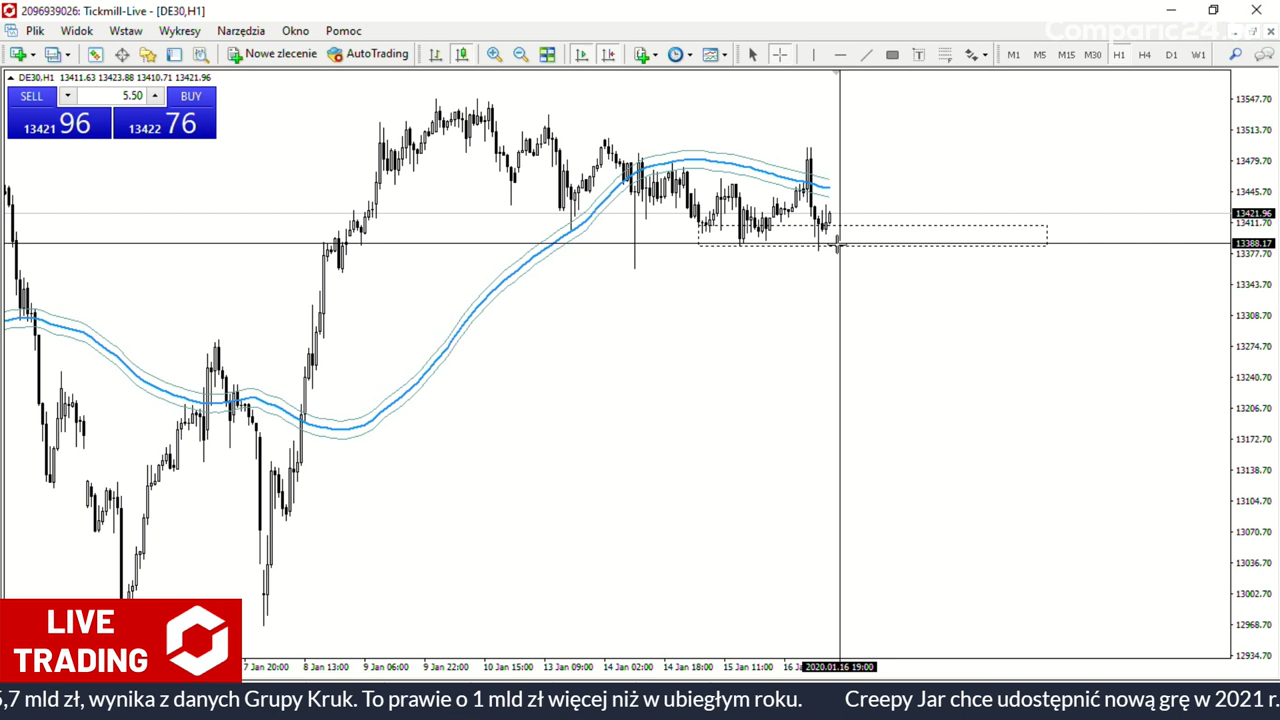 2096939026: Tickmill-Live - [DE30,H1]
Comparic24.
Plik Widok Wstaw Wykresy Narzędzia Okno Pomoc
Nowe zlecenie AutoTrading M1 M5 M15 M30 H1 H4 D1 W1
DE30,H1 13411.63 13423.88 13410.71 13421.96
SELL 5.50 BUY
13421 96 13422 76
13547.70
13513.70
13479.70
13445.70
13421.96
13411.70
13388.17
13377.70
13343.70
13308.70
13274.70
13240.70
13206.70
13172.70
13138.70
13104.70
13070.70
13036.70
13002.70
12968.70
12934.70
LIVE
TRADING
7 Jan 20:00 8 Jan 13:00 9 Jan 06:00 9 Jan 22:00 10 Jan 15:00 13 Jan 09:00 14 Jan 02:00 14 Jan 18:00 15 Jan 11:00 16 Ja 2020.01.16 19:00
5,7 mld zł, wynika z danych Grupy Kruk. To prawie o 1 mld zł więcej niż w ubiegłym roku. Creepy Jar chce udostępnić nową grę w 2021 r.